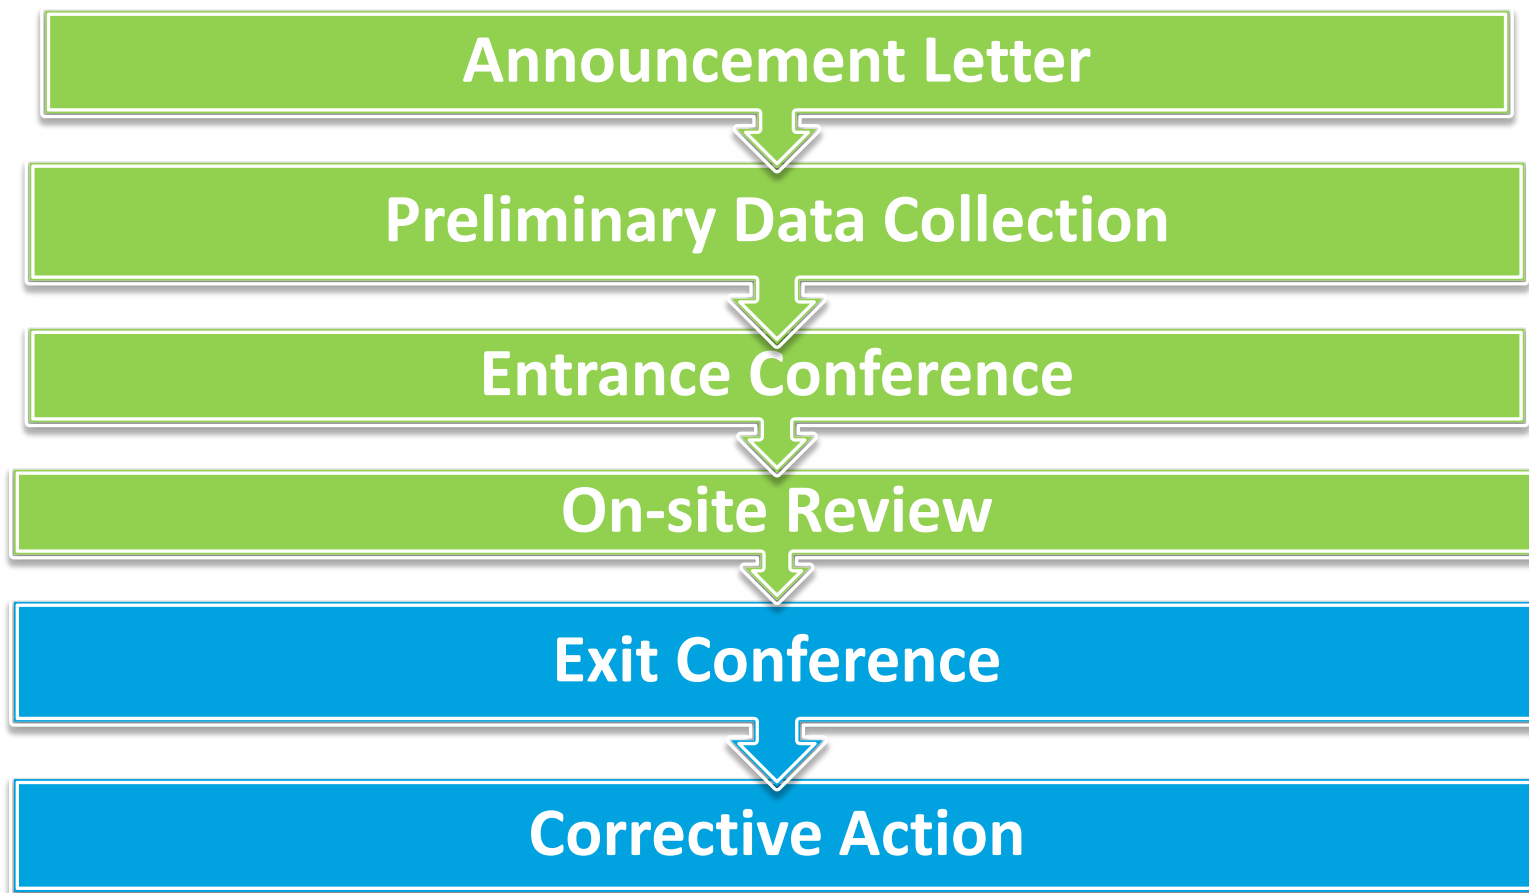 Announcement Letter
Preliminary Data Collection
Entrance Conference
On-site Review
Exit Conference
Corrective Action